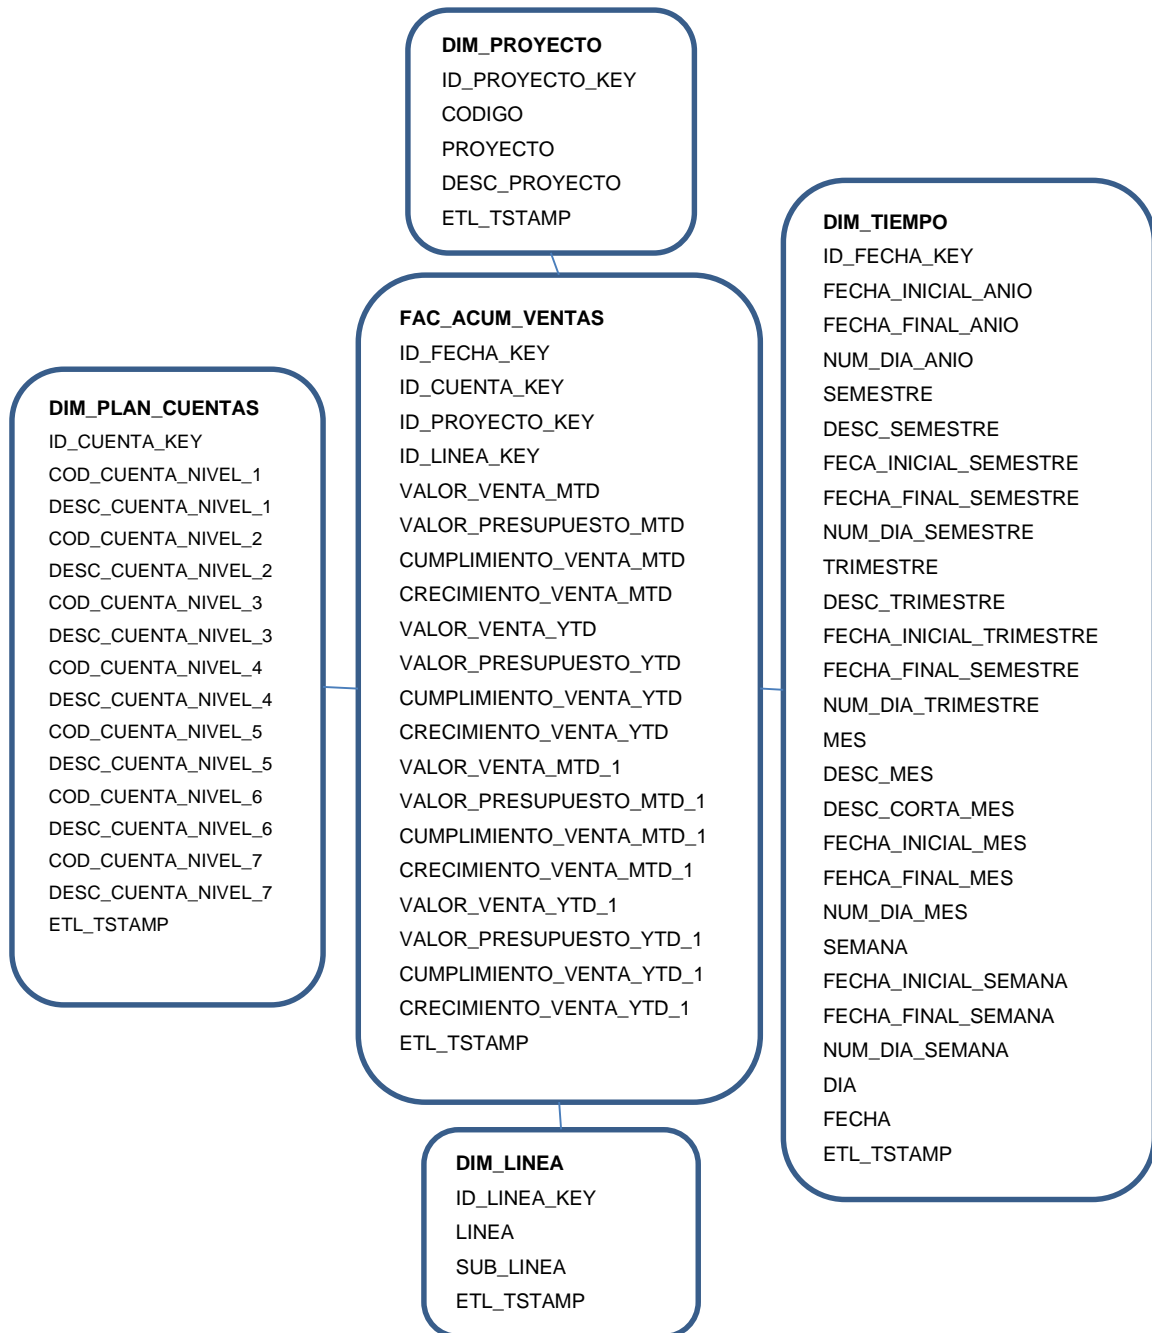 DIM_PROYECTO
ID_PROYECTO_KEY
CODIGO
PROYECTO
DESC_PROYECTO
ETL_TSTAMP
DIM_PLAN_CUENTAS
ID_CUENTA_KEY
COD_CUENTA_NIVEL_1
DESC_CUENTA_NIVEL_1
COD_CUENTA_NIVEL_2
DESC_CUENTA_NIVEL_2
COD_CUENTA_NIVEL_3
DESC_CUENTA_NIVEL_3
COD_CUENTA_NIVEL_4
DESC_CUENTA_NIVEL_4
COD_CUENTA_NIVEL_5
DESC_CUENTA_NIVEL_5
COD_CUENTA_NIVEL_6
DESC_CUENTA_NIVEL_6
COD_CUENTA_NIVEL_7
DESC_CUENTA_NIVEL_7
ETL_TSTAMP
FAC_ACUM_VENTAS
ID_FECHA_KEY
ID_CUENTA_KEY
ID_PROYECTO_KEY
ID_LINEA_KEY
VALOR_VENTA_MTD
VALOR_PRESUPUESTO_MTD
CUMPLIMIENTO_VENTA_MTD
CRECIMIENTO_VENTA_MTD
VALOR_VENTA_YTD
VALOR_PRESUPUESTO_YTD
CUMPLIMIENTO_VENTA_YTD
CRECIMIENTO_VENTA_YTD
VALOR_VENTA_MTD_1
VALOR_PRESUPUESTO_MTD_1
CUMPLIMIENTO_VENTA_MTD_1
CRECIMIENTO_VENTA_MTD_1
VALOR_VENTA_YTD_1
VALOR_PRESUPUESTO_YTD_1
CUMPLIMIENTO_VENTA_YTD_1
CRECIMIENTO_VENTA_YTD_1
ETL_TSTAMP
DIM_TIEMPO
ID_FECHA_KEY
FECHA_INICIAL_ANIO
FECHA_FINAL_ANIO
NUM_DIA_ANIO
SEMESTRE
DESC_SEMESTRE
FECA_INICIAL_SEMESTRE
FECHA_FINAL_SEMESTRE
NUM_DIA_SEMESTRE
TRIMESTRE
DESC_TRIMESTRE
FECHA_INICIAL_TRIMESTRE
FECHA_FINAL_SEMESTRE
NUM_DIA_TRIMESTRE
MES
DESC_MES
DESC_CORTA_MES
FECHA_INICIAL_MES
FEHCA_FINAL_MES
NUM_DIA_MES
SEMANA
FECHA_INICIAL_SEMANA
FECHA_FINAL_SEMANA
NUM_DIA_SEMANA
DIA
FECHA
ETL_TSTAMP
DIM_LINEA
ID_LINEA_KEY
LINEA
SUB_LINEA
ETL_TSTAMP